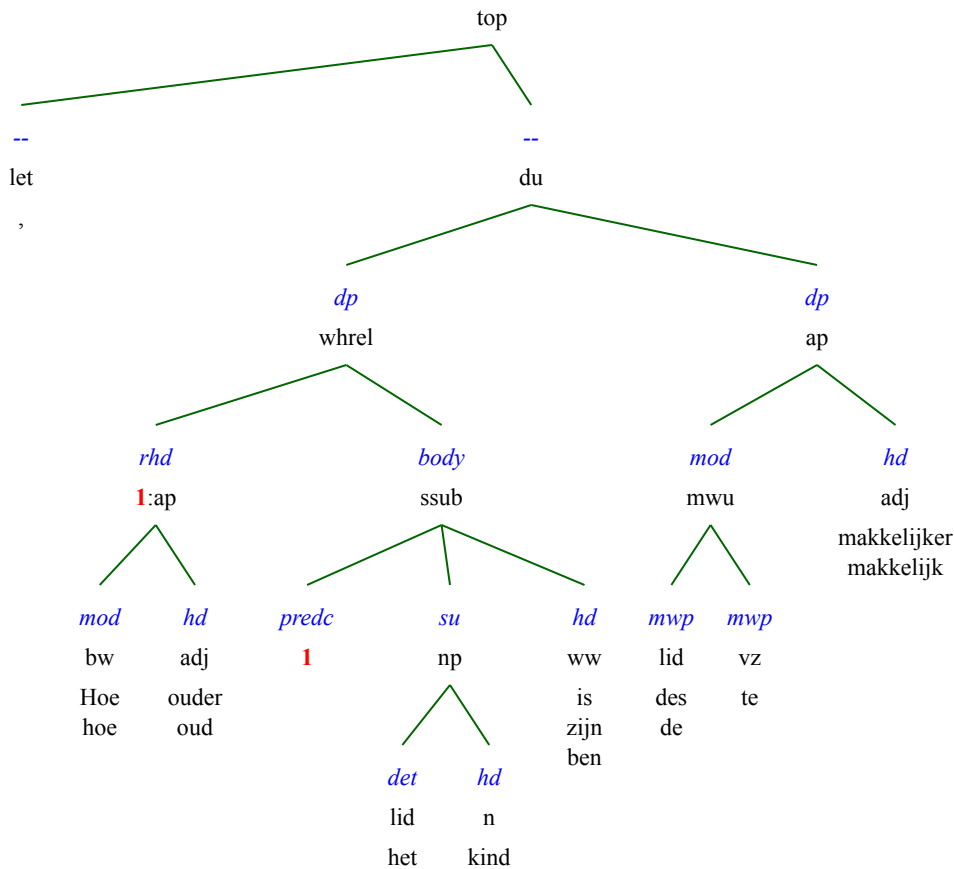 top
-- --
let du
,
dp dp
whrel ap
rhd body mod hd
1:ap ssub mwu adj
makkelijker
makkelijk
mod hd predc su hd mwp mwp
bw adj 1 np ww lid vz
Hoe ouder is des te
hoe oud zijn de
ben
det hd
lid n
het kind